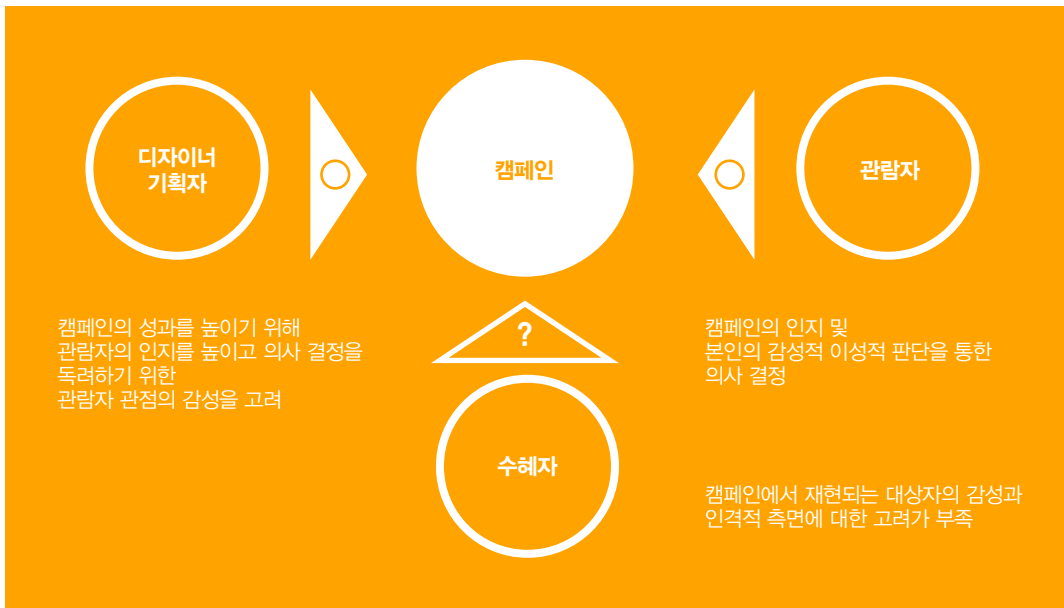 디자이너
기획자
캠페인
관람자
캠페인의 성과를 높이기 위해
관람자의 인지를 높이고 의사 결정을
독려하기 위한
관람자 관점의 감성을 고려
?
캠페인의 인지 및
본인의 감성적 이성적 판단을 통한
의사 결정
수혜자
캠페인에서 재현되는 대상자의 감성과
인격적 측면에 대한 고려가 부족